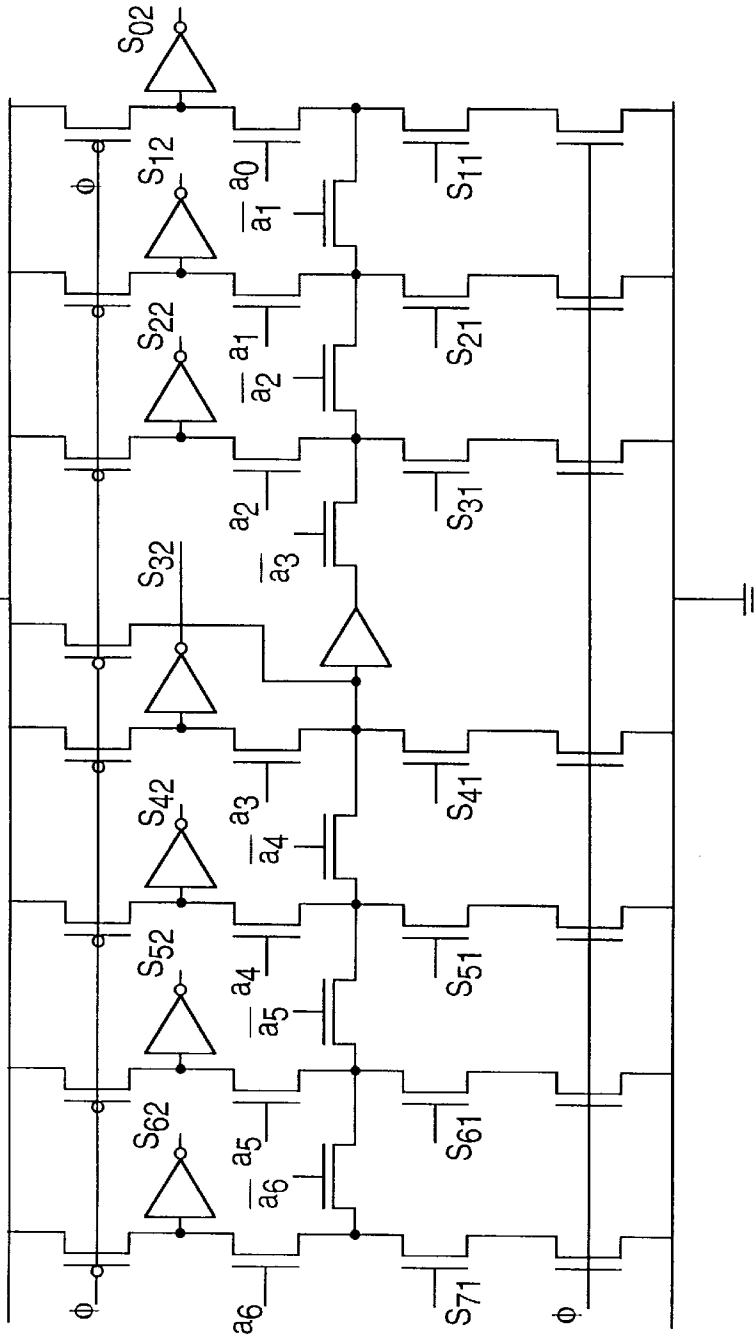 S₀₂
ϕ
S₁₂
a₀
S₁₁
a̅₁
S₂₂
a₁
S₂₁
a̅₂
a₂
S₃₁
S₃₂
a̅₃
S₄₂
a₃
S₄₁
a̅₄
S₅₂
a₄
S₅₁
a̅₅
S₆₂
a₅
S₆₁
a̅₆
ϕ
a₆
S₇₁
ϕ